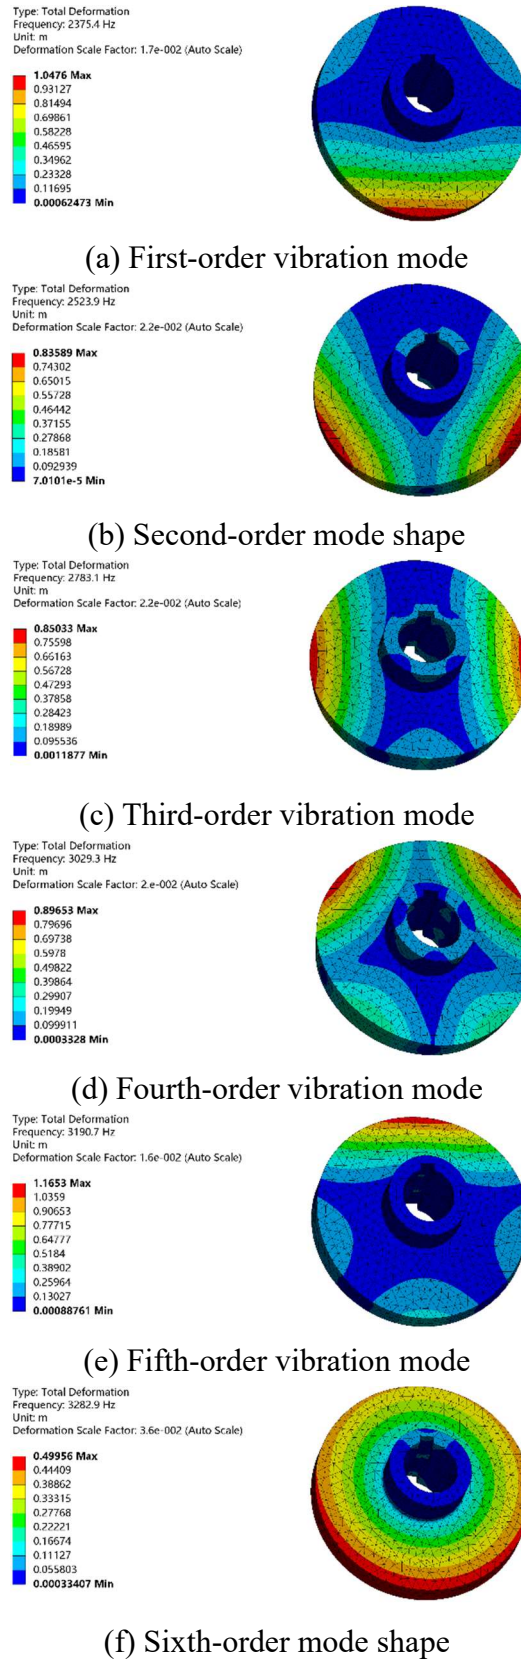 Type: Total Deformation
Frequency: 2375.4 Hz
Unit: m
Deformation Scale Factor: 1.7e-002 (Auto Scale)
1.0476 Max
0.93127
0.81494
0.69861
0.58228
0.46595
0.34962
0.23328
0.11695
0.00062473 Min
(a) First-order vibration mode
Type: Total Deformation
Frequency: 2523.9 Hz
Unit: m
Deformation Scale Factor: 2.2e-002 (Auto Scale)
0.83589 Max
0.74302
0.65015
0.55728
0.46442
0.37155
0.27868
0.18581
0.092939
7.0101e-5 Min
(b) Second-order mode shape
Type: Total Deformation
Frequency: 2783.1 Hz
Unit: m
Deformation Scale Factor: 2.2e-002 (Auto Scale)
0.85033 Max
0.75598
0.66163
0.56728
0.47293
0.37858
0.28423
0.18989
0.095536
0.0011877 Min
(c) Third-order vibration mode
Type: Total Deformation
Frequency: 3029.3 Hz
Unit: m
Deformation Scale Factor: 2.e-002 (Auto Scale)
0.89653 Max
0.79696
0.69738
0.5978
0.49822
0.39864
0.29907
0.19949
0.099911
0.0003328 Min
(d) Fourth-order vibration mode
Type: Total Deformation
Frequency: 3190.7 Hz
Unit: m
Deformation Scale Factor: 1.6e-002 (Auto Scale)
1.1653 Max
1.0359
0.90653
0.77715
0.64777
0.5184
0.38902
0.25964
0.13027
0.00088761 Min
(e) Fifth-order vibration mode
Type: Total Deformation
Frequency: 3282.9 Hz
Unit: m
Deformation Scale Factor: 3.6e-002 (Auto Scale)
0.49956 Max
0.44409
0.38862
0.33315
0.27768
0.22221
0.16674
0.11127
0.055803
0.00033407 Min
(f) Sixth-order mode shape